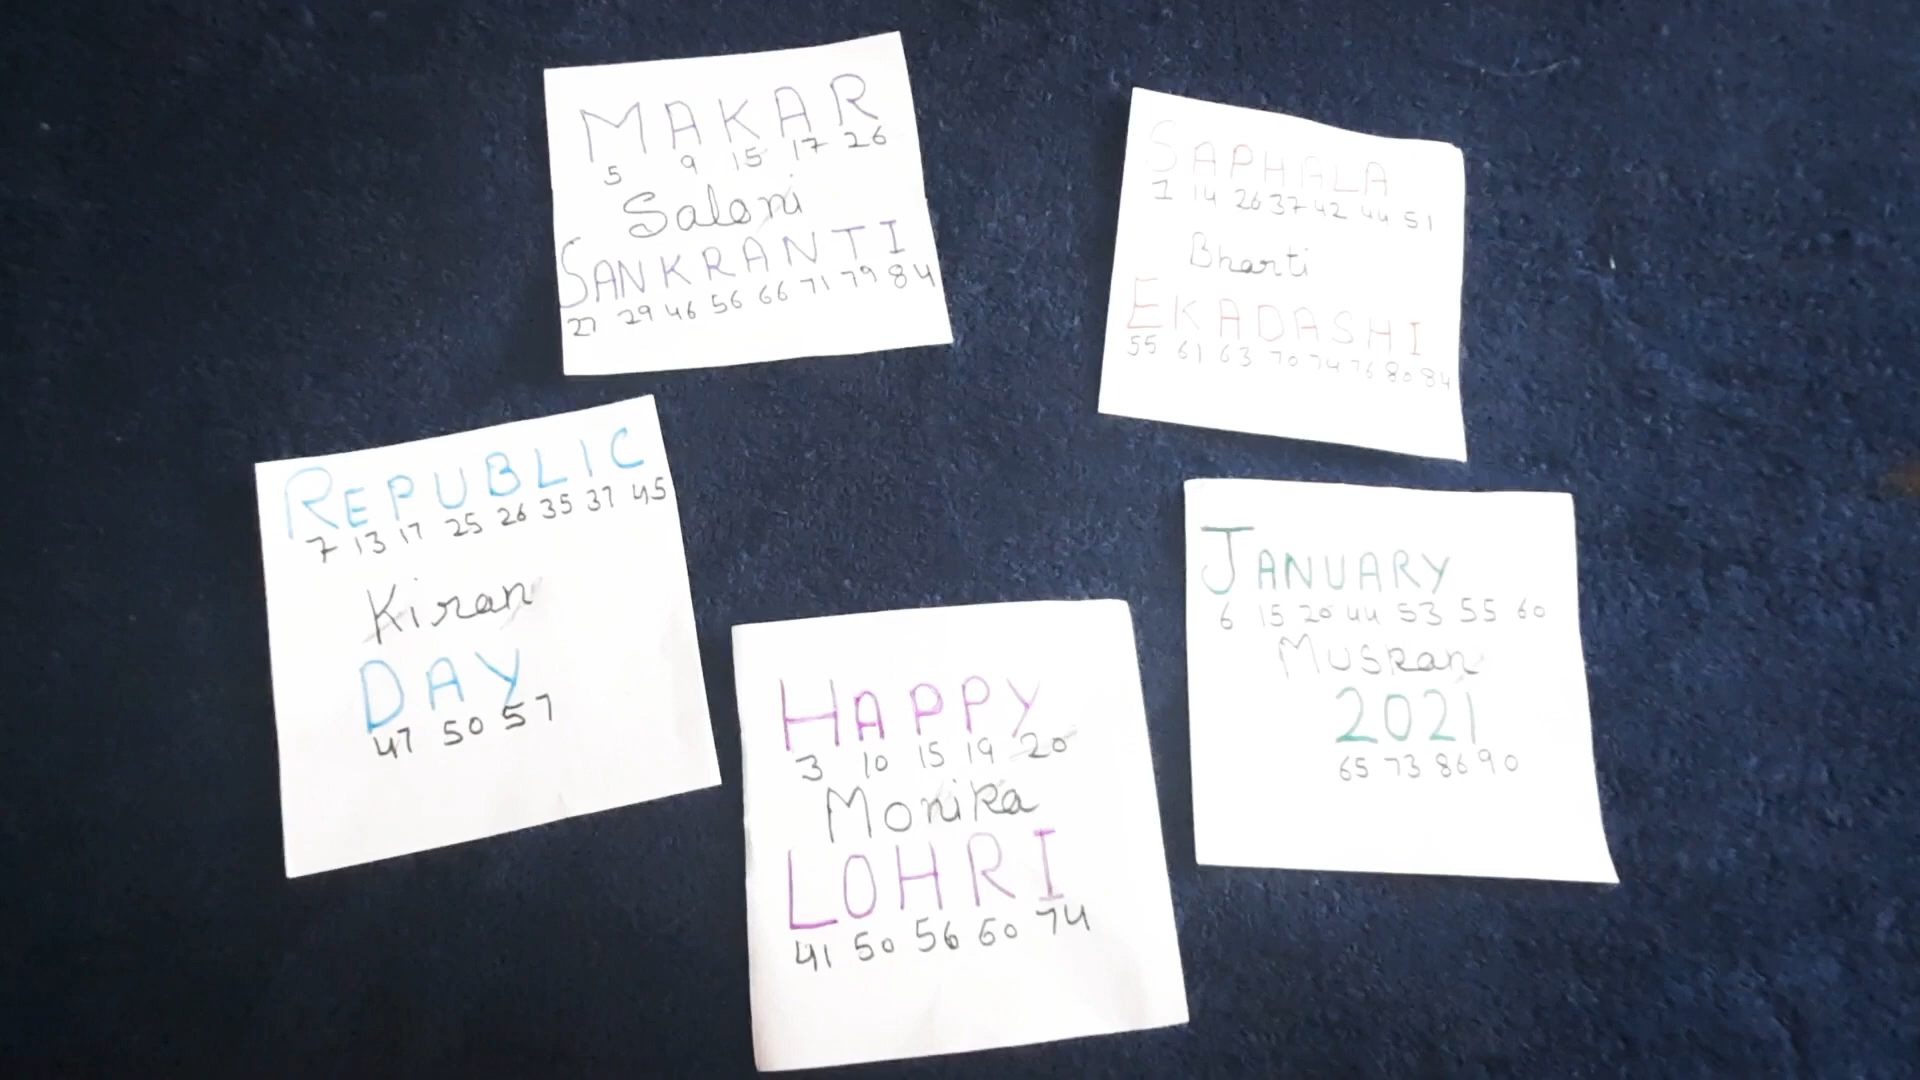 MAKAR
5 9 15 17 26
Saloni
SANKRANTI
27 29 46 56 66 71 79 84
SAPHALA
1 14 26 37 42 44 51
Bharti
EKADASHI
55 61 63 70 74 76 80 84
REPUBLIC
7 13 17 25 26 35 37 45
Kiran
DAY
47 50 57
HAPPY
3 10 15 19 20
Monika
LOHRI
41 50 56 60 74
JANUARY
6 15 20 44 53 55 60
Muskan
2021
65 73 86 90